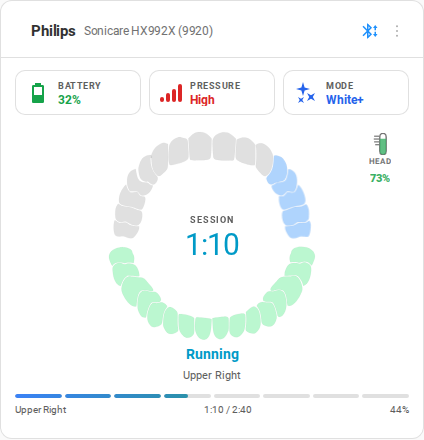 Philips Sonicare HX992X (9920)
BATTERY
32%
PRESSURE
High
MODE
White+
HEAD
73%
SESSION
1:10
Running
Upper Right
Upper Right 1:10 / 2:40 44%